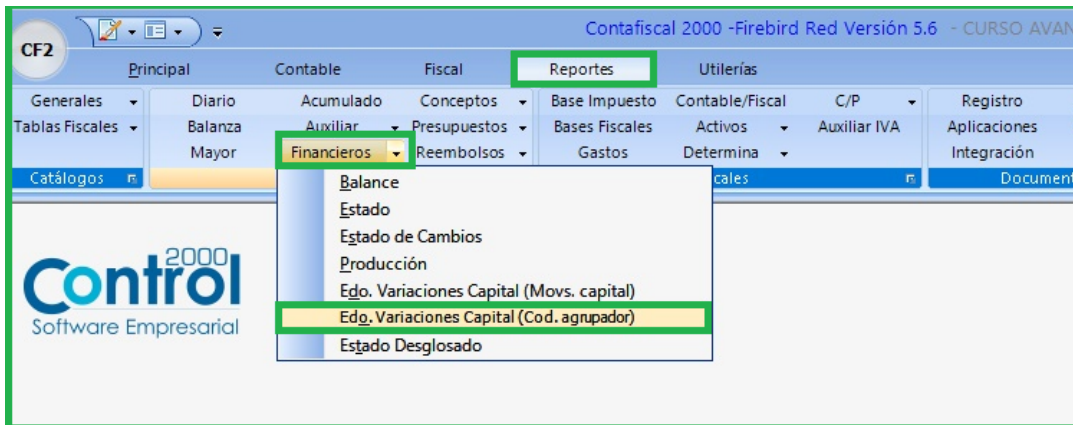 Contafiscal 2000 -Firebird Red Versión 5.6 - CURSO AVAN
CF2
Principal Contable Fiscal Reportes Utilerías
Generales Diario Acumulado Conceptos Base Impuesto Contable/Fiscal C/P Registro
Tablas Fiscales Balanza Auxiliar Presupuestos Bases Fiscales Activos Auxiliar IVA Aplicaciones
Mayor Financieros Reembolsos Gastos Determina Integración
Catálogos cales Document
Balance
Estado
Estado de Cambios
Producción
Edo. Variaciones Capital (Movs. capital)
Edo. Variaciones Capital (Cod. agrupador)
Estado Desglosado
Control 2000
Software Empresarial